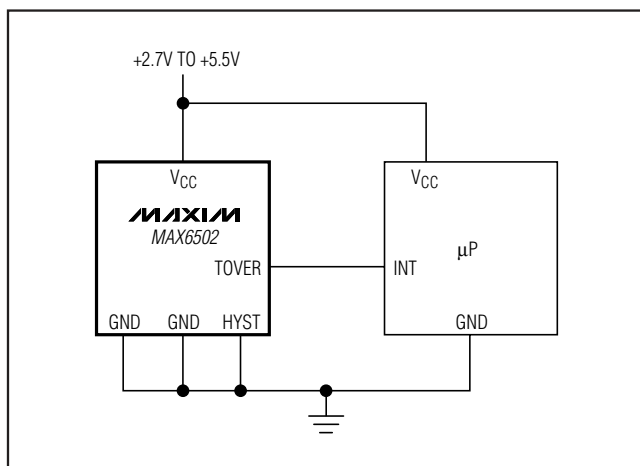 +2.7V TO +5.5V
VCC
MAXIM
MAX6502
TOVER
GND GND HYST
VCC
μP
INT
GND